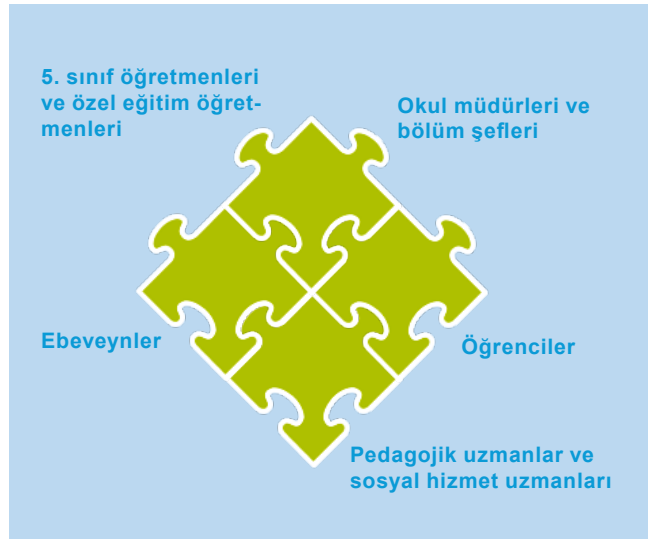 5. sınıf öğretmenleri
ve özel eğitim öğret-
menleri
Okul müdürleri ve
bölüm şefleri
Ebeveynler
Öğrenciler
Pedagojik uzmanlar ve
sosyal hizmet uzmanları